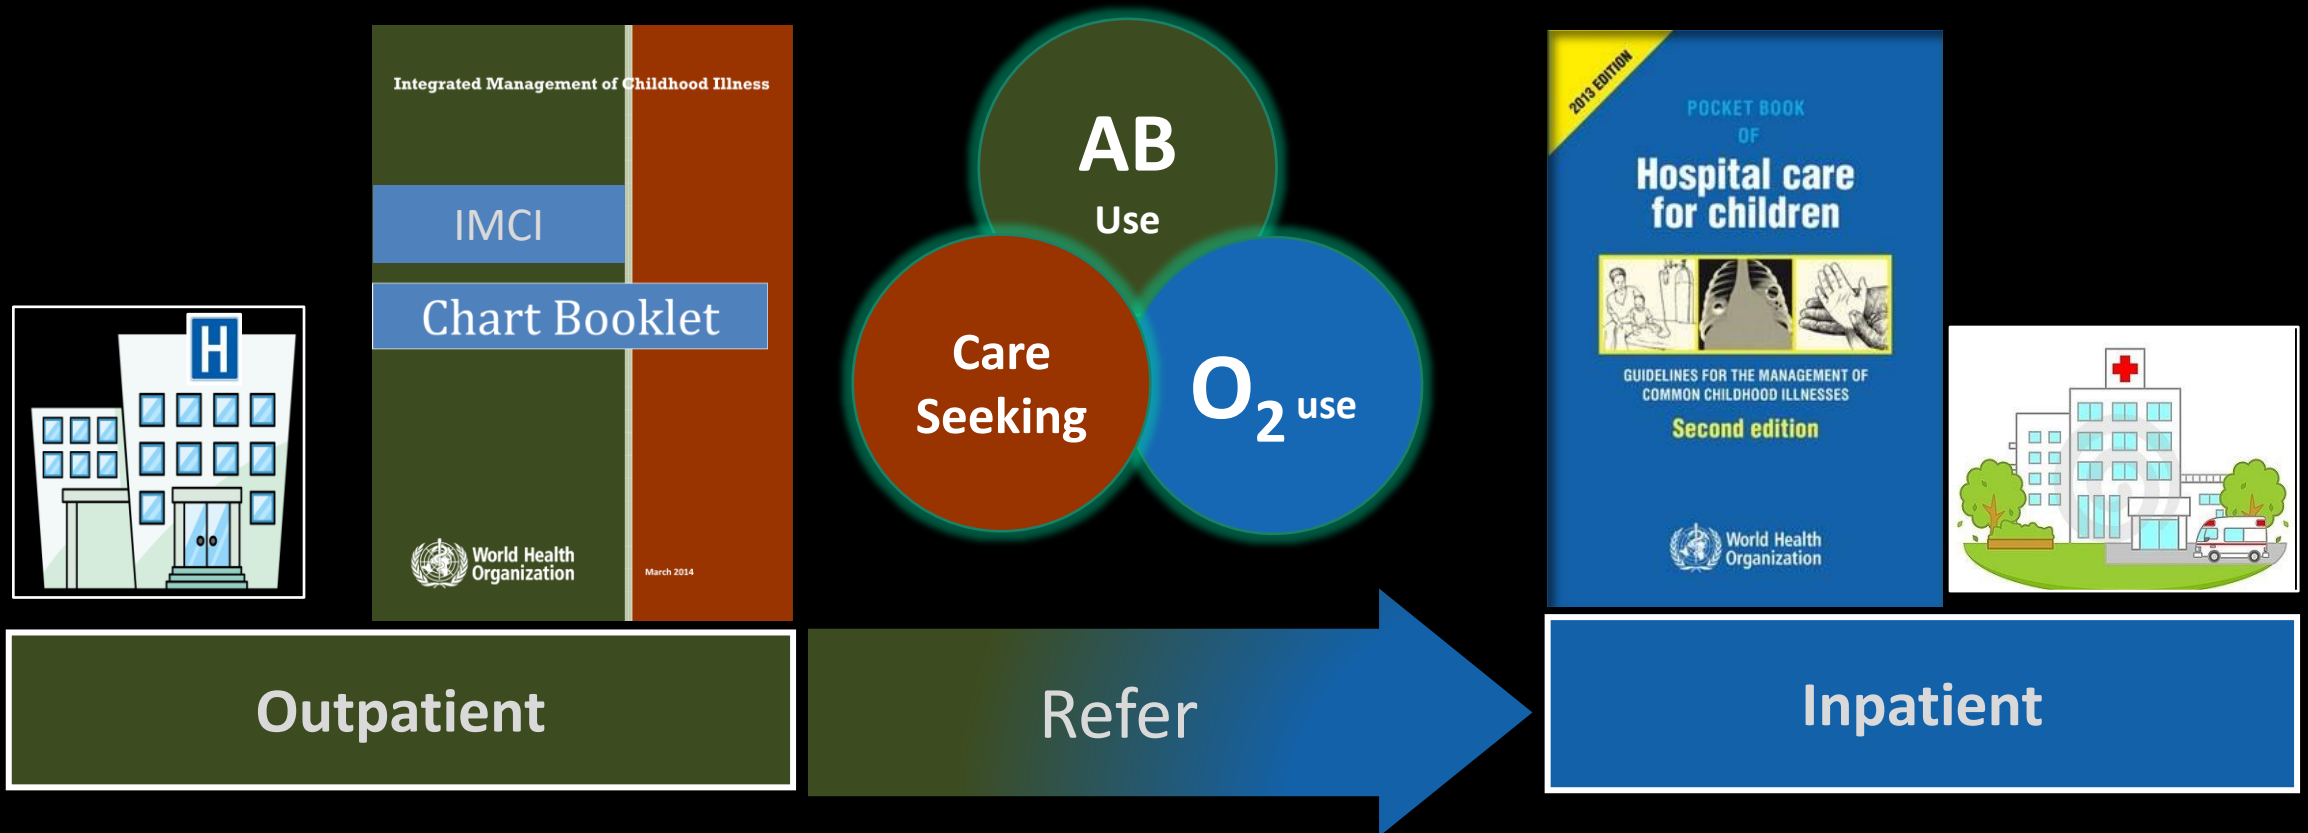 Integrated Management of Childhood Illness
IMCI
Chart Booklet
World Health
Organization
March 2014
H
AB
Use
Care
Seeking
O₂ use
2013 EDITION
POCKET BOOK
OF
Hospital care
for children
GUIDELINES FOR THE MANAGEMENT OF
COMMON CHILDHOOD ILLNESSES
Second edition
World Health
Organization
Outpatient
Refer
Inpatient